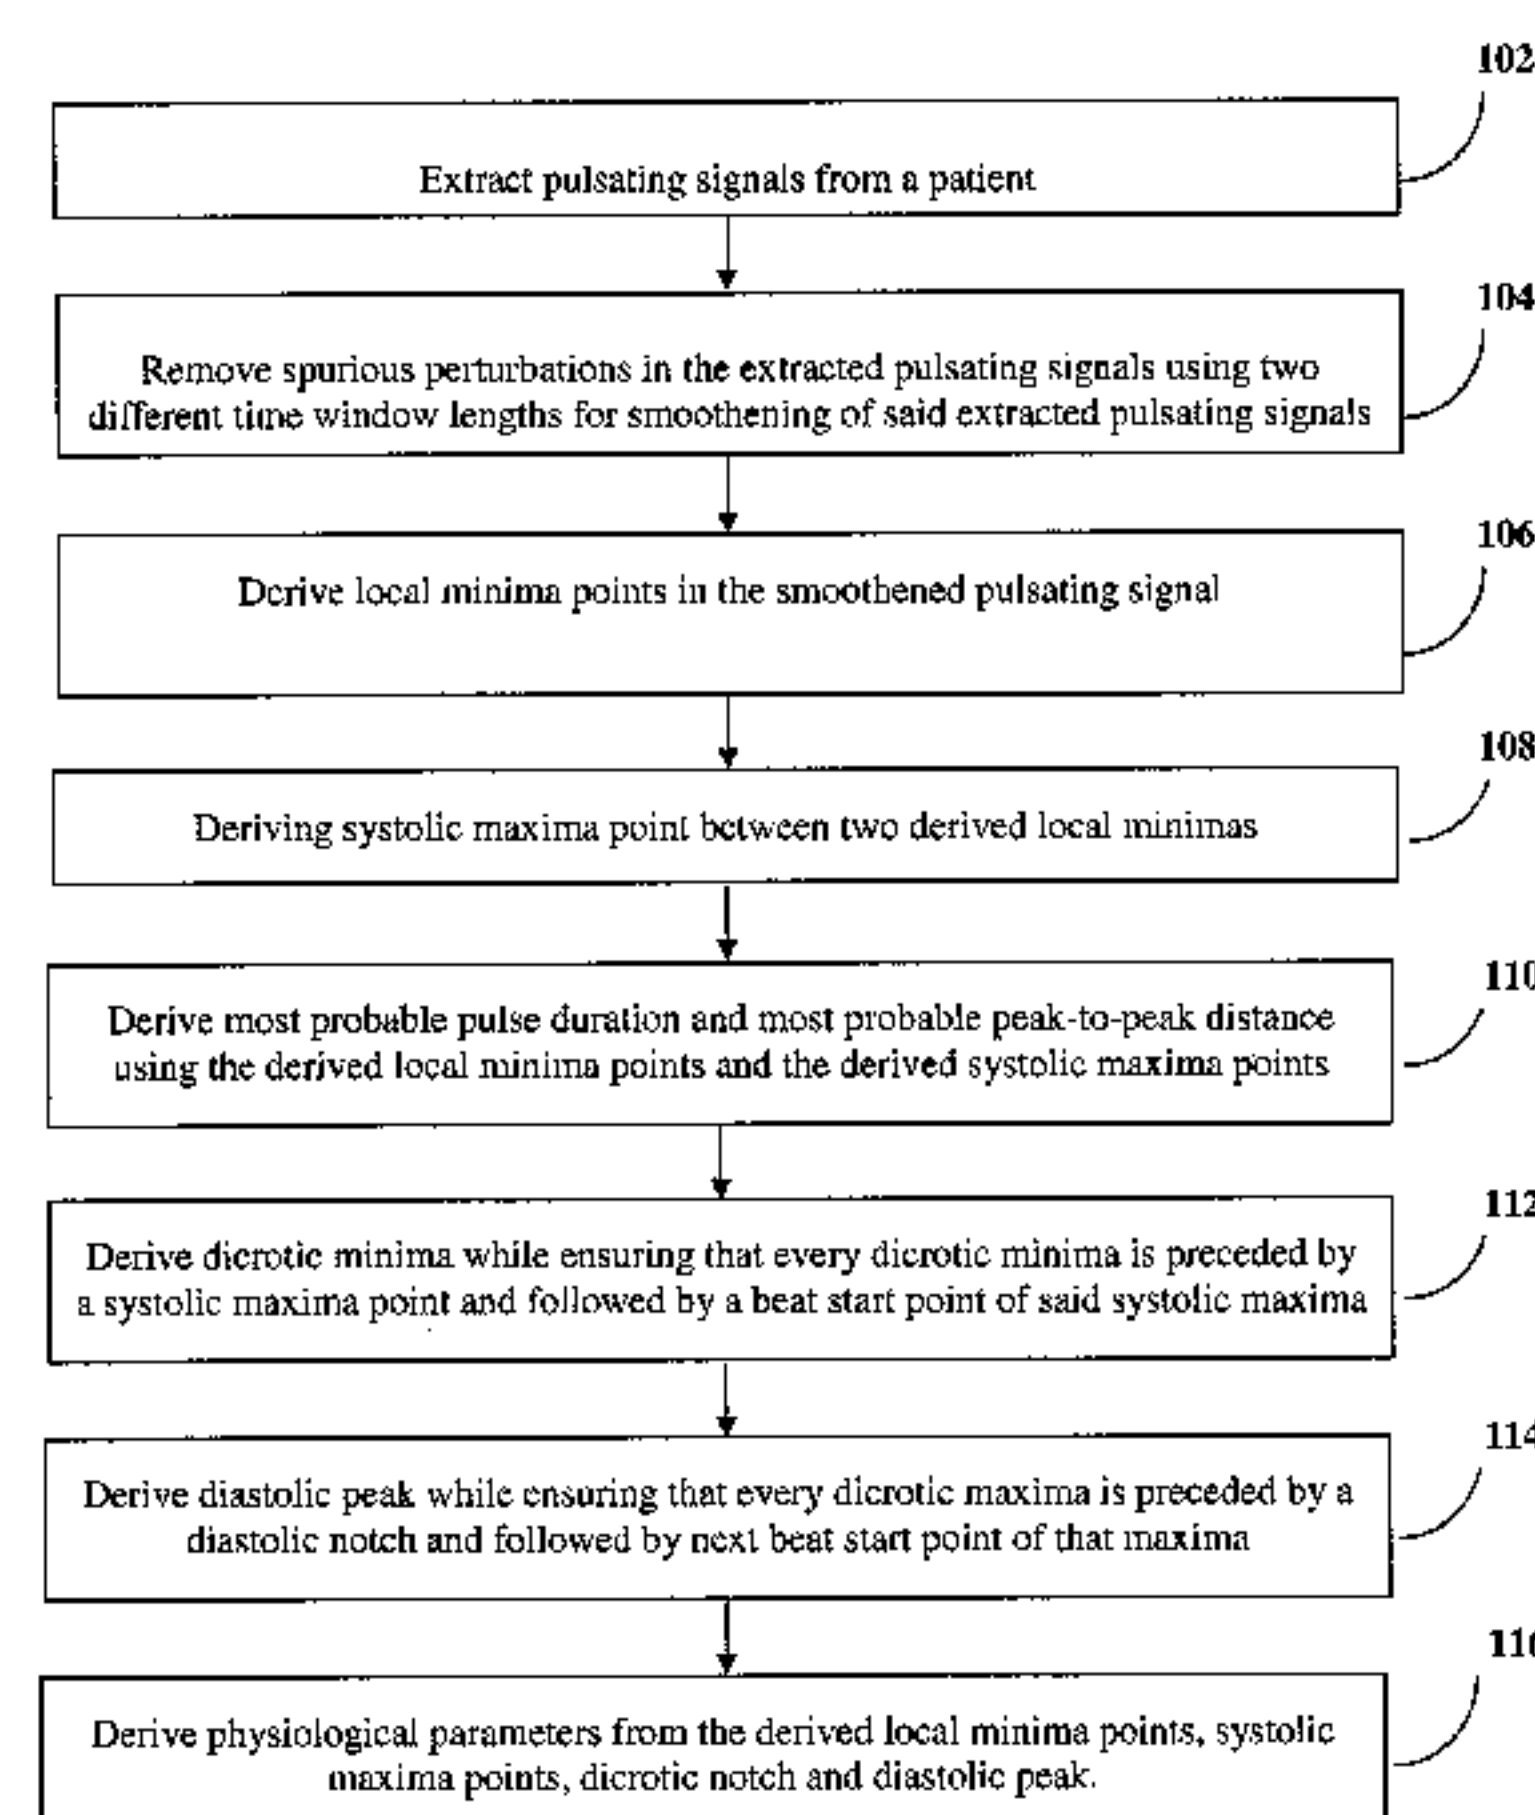 102
Extract pulsating signals from a patient
104
Remove spurious perturbations in the extracted pulsating signals using two
different time window lengths for smoothening of said extracted pulsating signals
106
Derive local minima points in the smoothened pulsating signal
108
Deriving systolic maxima point between two derived local minimas
110
Derive most probable pulse duration and most probable peak-to-peak distance
using the derived local minima points and the derived systolic maxima points
112
Derive dicrotic minima while ensuring that every dicrotic minima is preceded by
a systolic maxima point and followed by a beat start point of said systolic maxima
114
Derive diastolic peak while ensuring that every dicrotic maxima is preceded by a
diastolic notch and followed by next beat start point of that maxima
116
Derive physiological parameters from the derived local minima points, systolic
maxima points, dicrotic notch and diastolic peak.